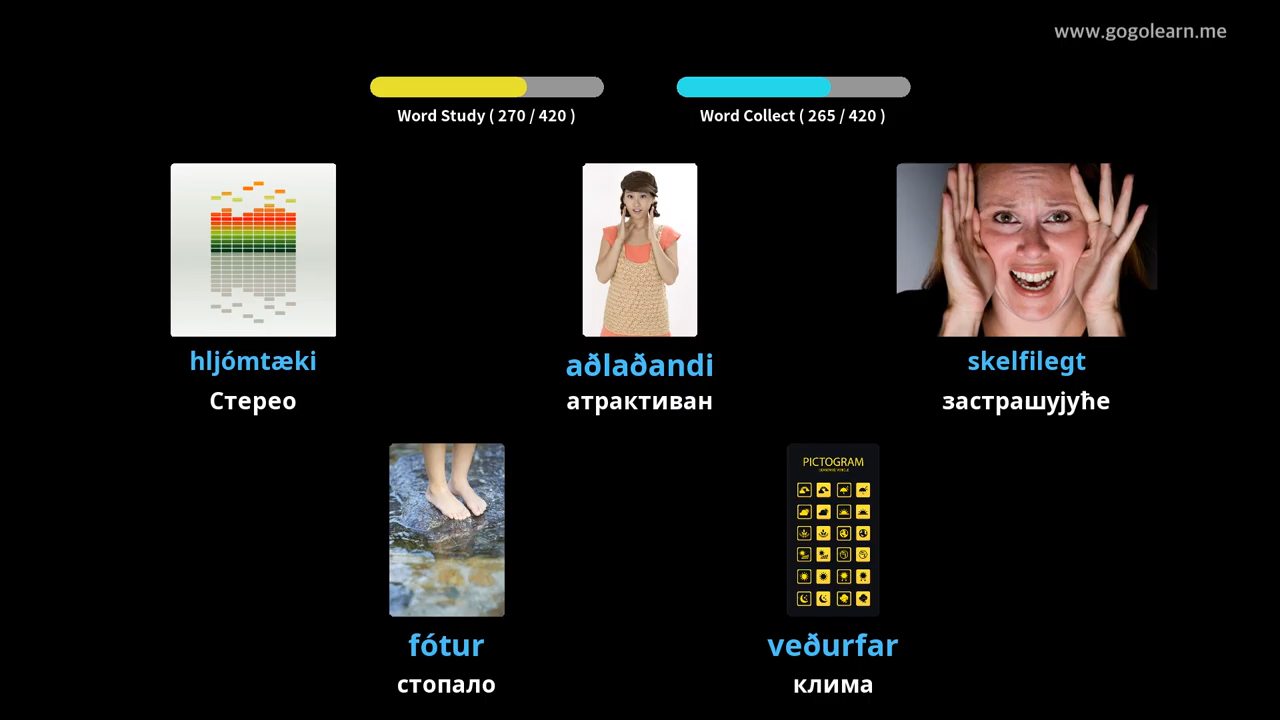 www.gogolearn.me
Word Study ( 270 / 420 )
Word Collect ( 265 / 420 )
hljómtæki
Стерео
aðlaðandi
атрактиван
skelfilegt
застрашујуће
PICTOGRAM
fótur
стопало
veðurfar
клима